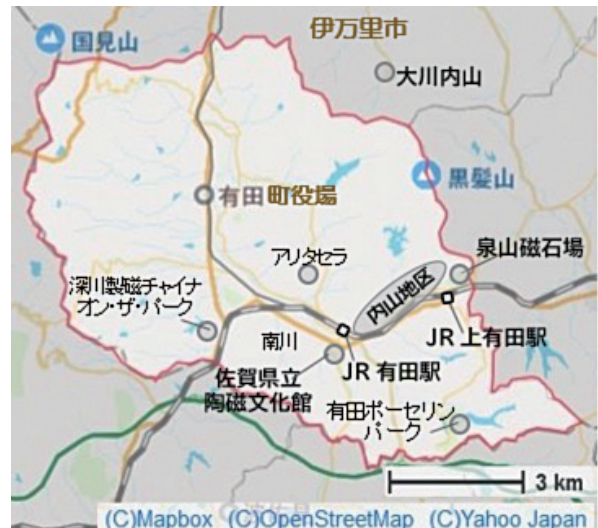 伊万里市
国見山
大川内山
黒髪山
有田町役場
泉山磁石場
アリタセラ
内山地区
深川製磁チャイナ
オン・ザ・パーク
JR 上有田駅
南川
JR 有田駅
佐賀県立
陶磁文化館
有田ポーセリン
パーク
3 km
(C)Mapbox (C)OpenStreetMap (C)Yahoo Japan